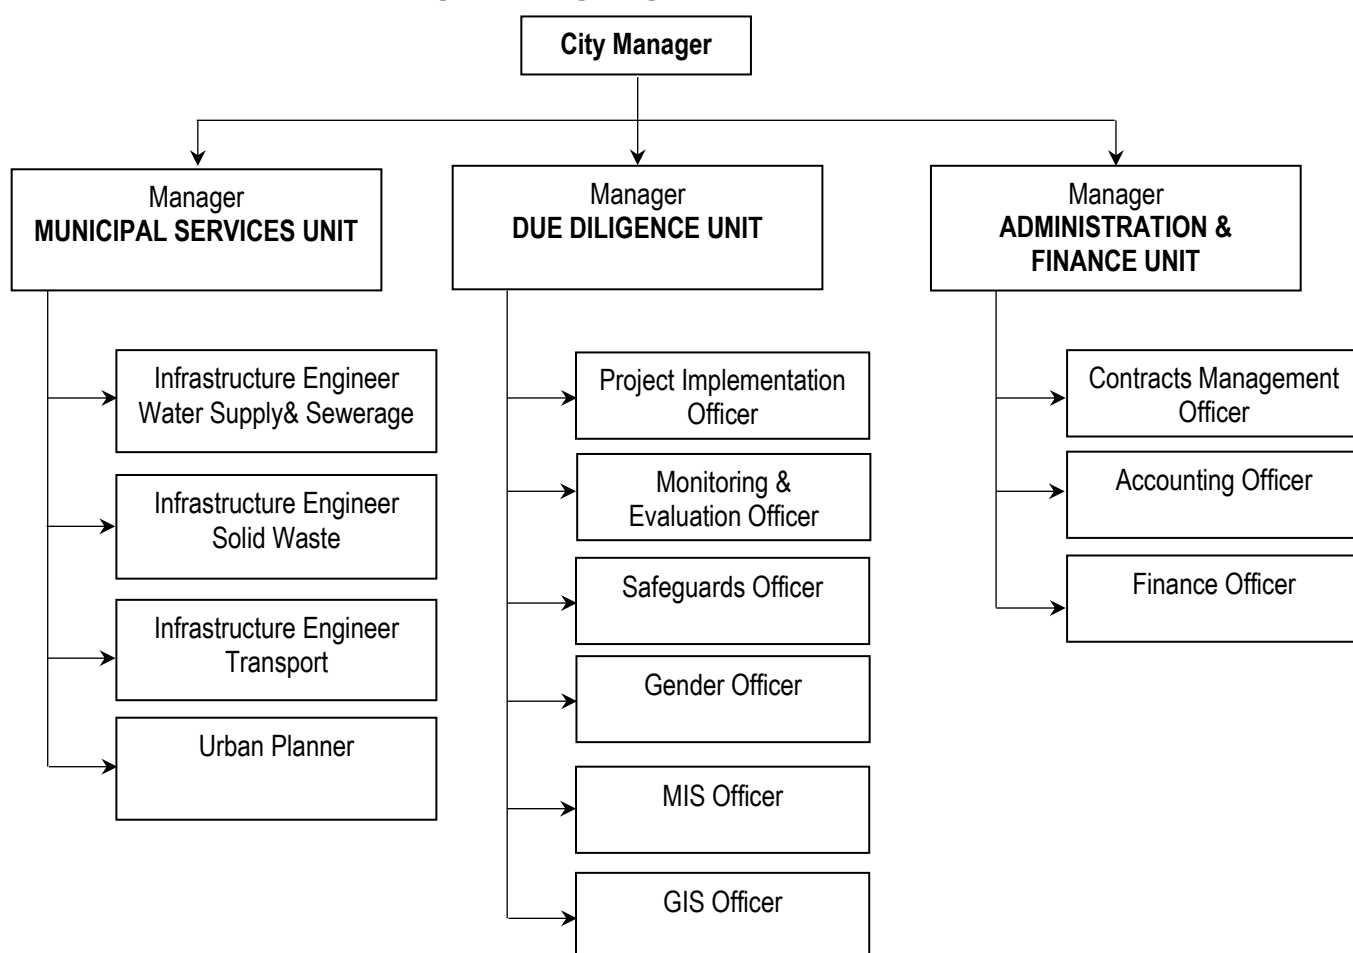 City Manager
Manager
MUNICIPAL SERVICES UNIT
Manager
DUE DILIGENCE UNIT
Manager
ADMINISTRATION &
FINANCE UNIT
Infrastructure Engineer
Water Supply& Sewerage
Infrastructure Engineer
Solid Waste
Infrastructure Engineer
Transport
Urban Planner
Project Implementation
Officer
Monitoring &
Evaluation Officer
Safeguards Officer
Gender Officer
MIS Officer
GIS Officer
Contracts Management
Officer
Accounting Officer
Finance Officer